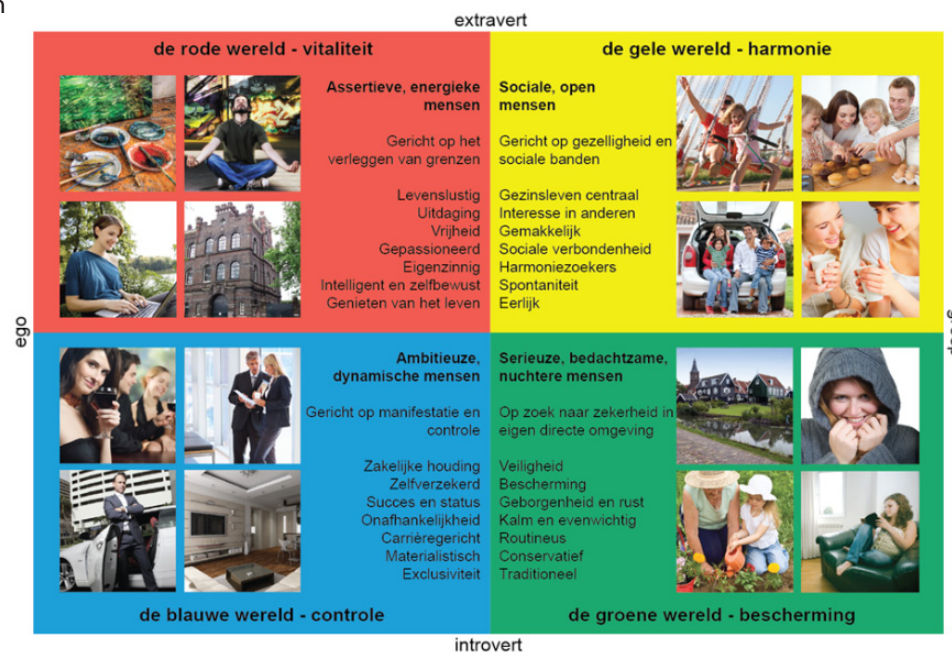 extravert
de rode wereld - vitaliteit
Assertieve, energieke
mensen
Gericht op het
verleggen van grenzen
Levenslustig
Uitdaging
Vrijheid
Gepassioneerd
Eigenzinnig
Intelligent en zelfbewust
Genieten van het leven
de gele wereld - harmonie
Sociale, open
mensen
Gericht op gezelligheid en
sociale banden
Gezinsleven centraal
Interesse in anderen
Gemakkelijk
Sociale verbondenheid
Harmoniezoekers
Spontaniteit
Eerlijk
ego
Ambitieuze,
dynamische mensen
Gericht op manifestatie en
controle
Zakelijke houding
Zelfverzekerd
Succes en status
Onafhankelijkheid
Carrièregericht
Materialistisch
Exclusiviteit
de blauwe wereld - controle
Serieuze, bedachtzame,
nuchtere mensen
Op zoek naar zekerheid in
eigen directe omgeving
Veiligheid
Bescherming
Geborgenheid en rust
Kalm en evenwichtig
Routineus
Conservatief
Traditioneel
de groene wereld - bescherming
introvert